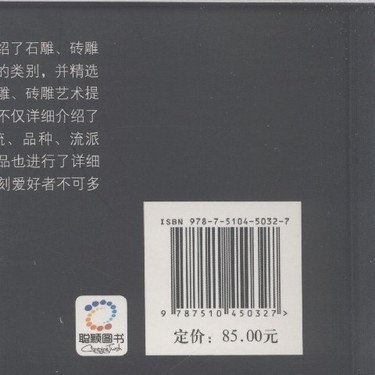 绍了石雕、砖雕
的类别，并精选
雕、砖雕艺术提
不仅详细介绍了
流、品种、流派
品也进行了详细
刻爱好者不可多
ISBN 978-7-5104-5032-7
9 787510 450327 >
定价：85.00元
聪颖图书